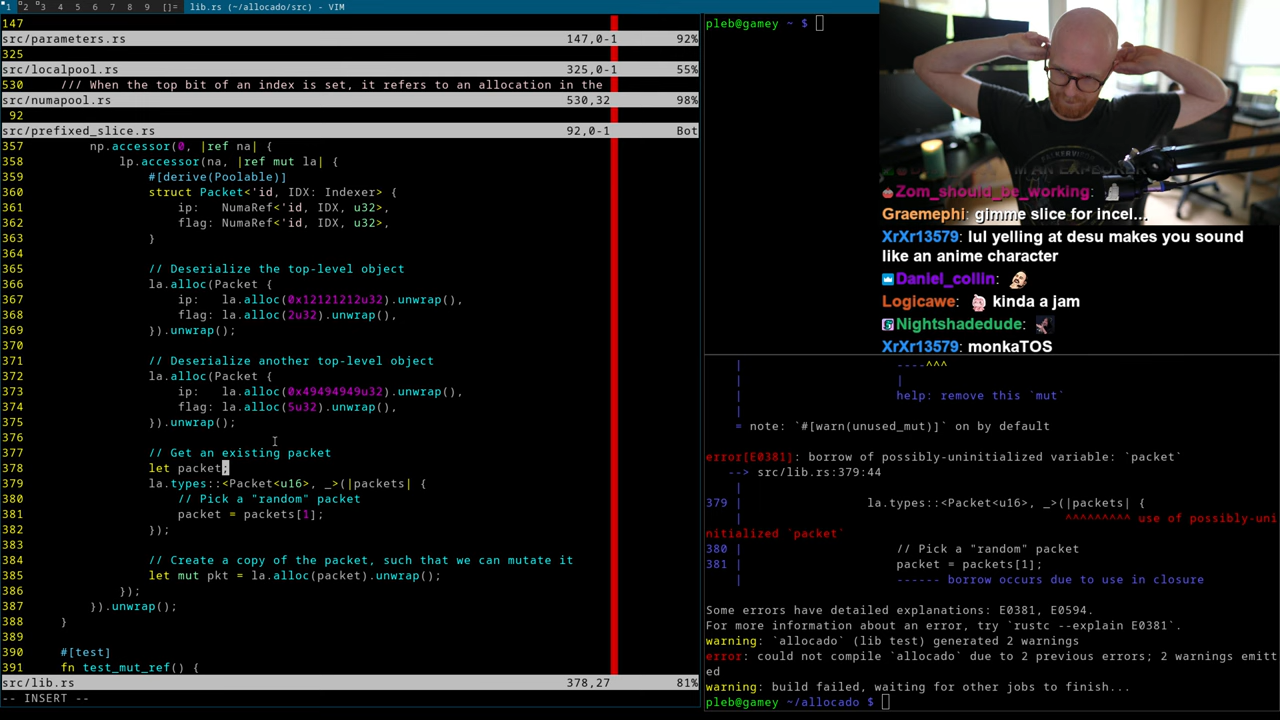 1 2 3 4 5 6 7 8 9 []= lib.rs (~/allocado/src) - VIM
147
src/parameters.rs 147,0-1 92%
325
src/localpool.rs 325,0-1 55%
530 /// When the top bit of an index is set, it refers to an allocation in the
src/numapool.rs 530,32 98%
92
src/prefixed_slice.rs 92,0-1 Bot
357 np.accessor(0, |ref na| {
358 lp.accessor(na, |ref mut la| {
359 #[derive(Poolable)]
360 struct Packet<'id, IDX: Indexer> {
361 ip: NumaRef<'id, IDX, u32>,
362 flag: NumaRef<'id, IDX, u32>,
363 }
364
365 // Deserialize the top-level object
366 la.alloc(Packet {
367 ip: la.alloc(0x12121212u32).unwrap(),
368 flag: la.alloc(2u32).unwrap(),
369 }).unwrap();
370
371 // Deserialize another top-level object
372 la.alloc(Packet {
373 ip: la.alloc(0x49494949u32).unwrap(),
374 flag: la.alloc(5u32).unwrap(),
375 }).unwrap();
376
377 // Get an existing packet
378 let packet;
379 la.types::<Packet<u16>, _>(|packets| {
380 // Pick a "random" packet
381 packet = packets[1];
382 });
383
384 // Create a copy of the packet, such that we can mutate it
385 let mut pkt = la.alloc(packet).unwrap();
386 });
387 }).unwrap();
388 }
389
390 #[test]
391 fn test_mut_ref() {
src/lib.rs 378,27 81%
-- INSERT --
pleb@gamey ~ $
Zom_should_be_working:
Graemephi: gimme slice for incel...
XrXr13579: lul yelling at desu makes you sound
like an anime character
Daniel_collin:
Logicawe: kinda a jam
Nightshadedude:
XrXr13579: monkaTOS
| ----^^^
| |
| help: remove this `mut`
|
= note: `#[warn(unused_mut)]` on by default
error[E0381]: borrow of possibly-uninitialized variable: `packet`
--> src/lib.rs:379:44
|
379 | la.types::<Packet<u16>, _>(|packets| {
| ^^^^^^^^^ use of possibly-uni
nitialized `packet`
380 | // Pick a "random" packet
381 | packet = packets[1];
| ------ borrow occurs due to use in closure
Some errors have detailed explanations: E0381, E0594.
For more information about an error, try `rustc --explain E0381`.
warning: `allocado` (lib test) generated 2 warnings
error: could not compile `allocado` due to 2 previous errors; 2 warnings emitt
ed
warning: build failed, waiting for other jobs to finish...
pleb@gamey ~/allocado $